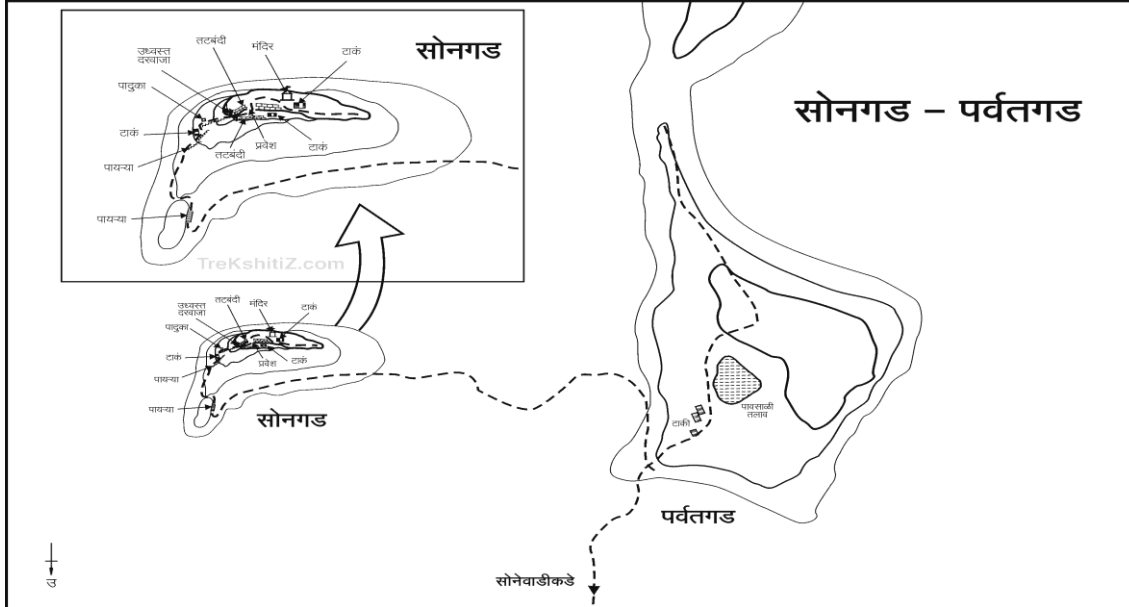 सोनगड – पर्वतगड
सोनगड
उध्वस्त
दरवाजा
तटबंदी
मंदिर
टाकं
पादुका
टाकं
पायऱ्या
तटबंदी
प्रवेश
टाकं
पायऱ्या
TreKshitiZ.com
उध्वस्त
दरवाजा
तटबंदी
मंदिर
टाकं
पादुका
टाकं
पायऱ्या
प्रवेश
टाकं
पायऱ्या
सोनगड
पावसाळी
तलाव
टाकी
पर्वतगड
सोनेवाडीकडे
उ